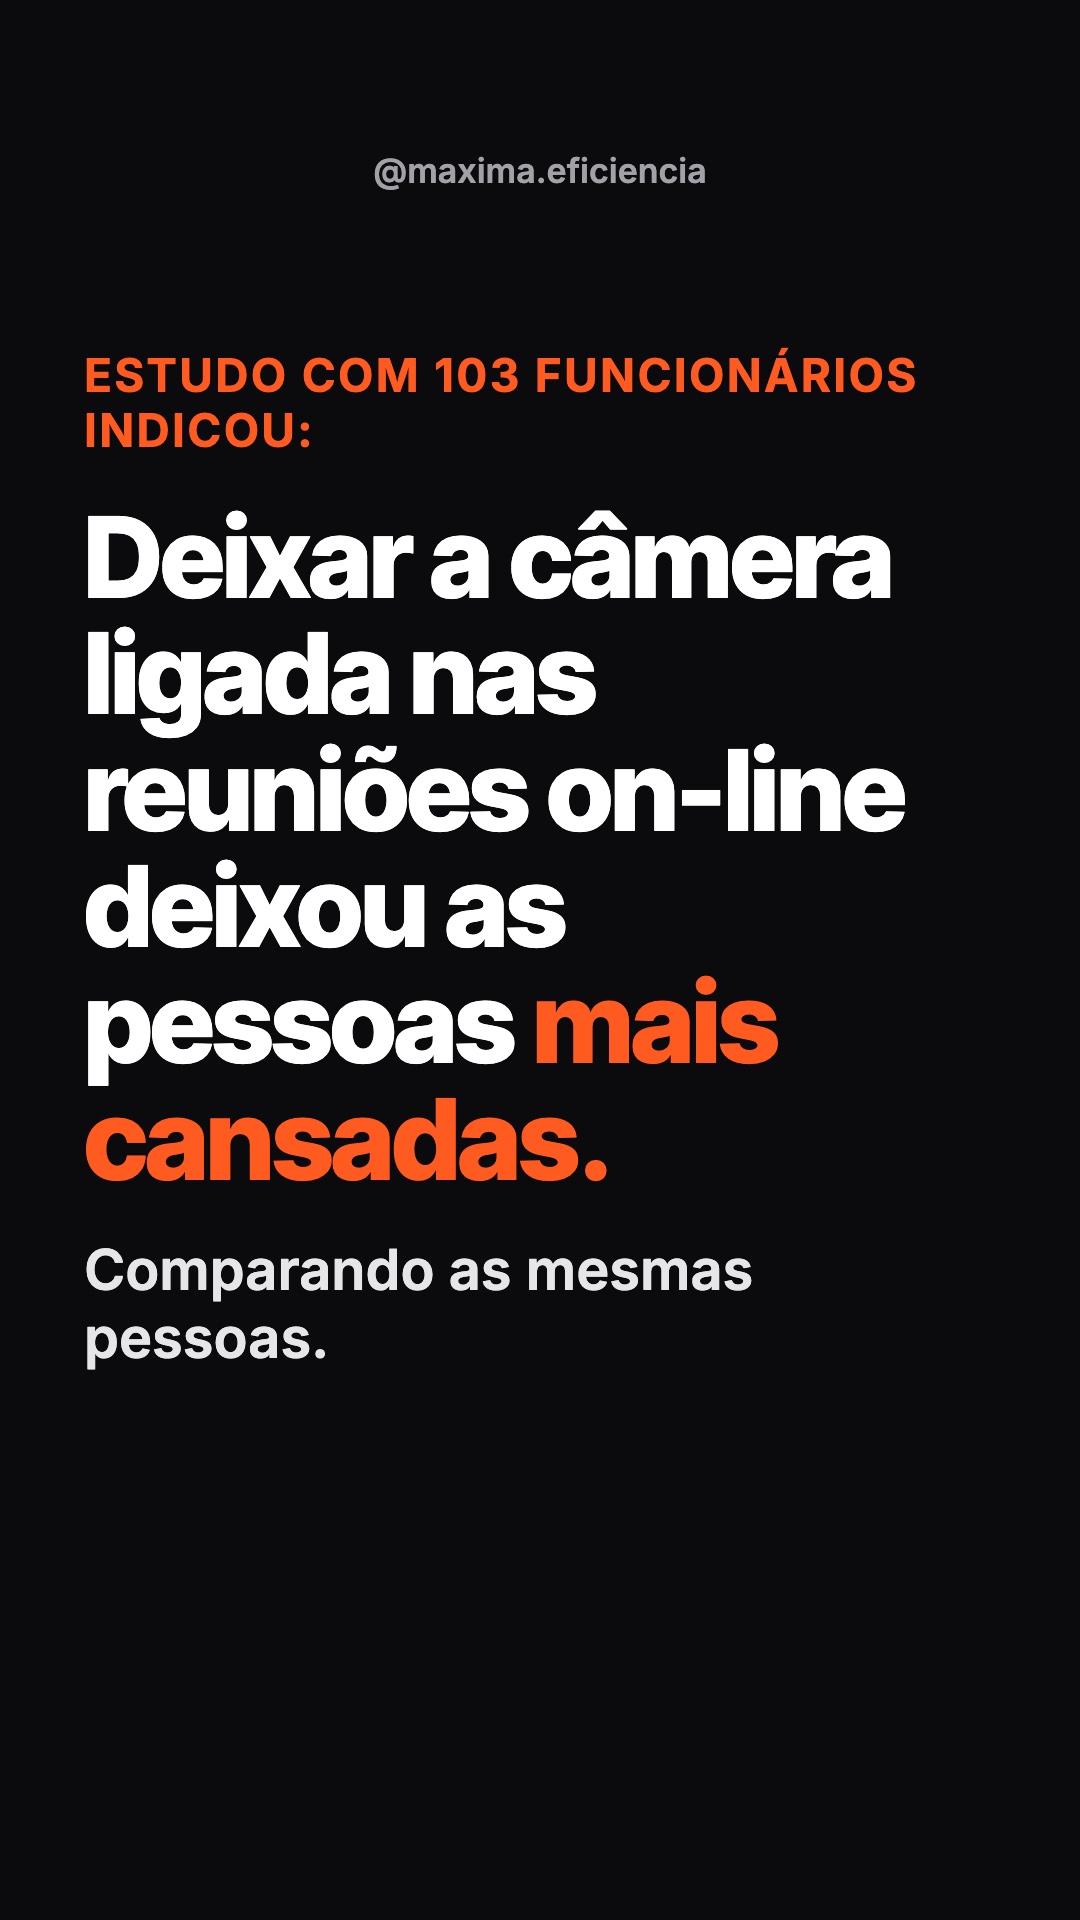 @maxima.eficiencia
ESTUDO COM 103 FUNCIONÁRIOS
INDICOU:
Deixar a câmera
ligada nas
reuniões on-line
deixou as
pessoas mais
cansadas.
Comparando as mesmas
pessoas.